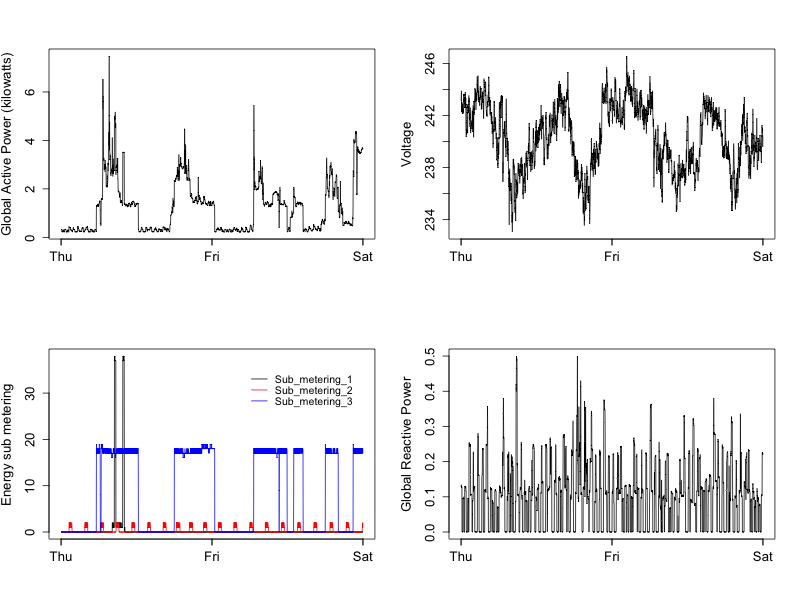 Global Active Power (kilowatts)
0
2
4
6
Thu
Fri
Sat
Voltage
234
238
242
246
Thu
Fri
Sat
Energy sub metering
0
10
20
30
Sub_metering_1
Sub_metering_2
Sub_metering_3
Thu
Fri
Sat
Global Reactive Power
0.0
0.1
0.2
0.3
0.4
0.5
Thu
Fri
Sat